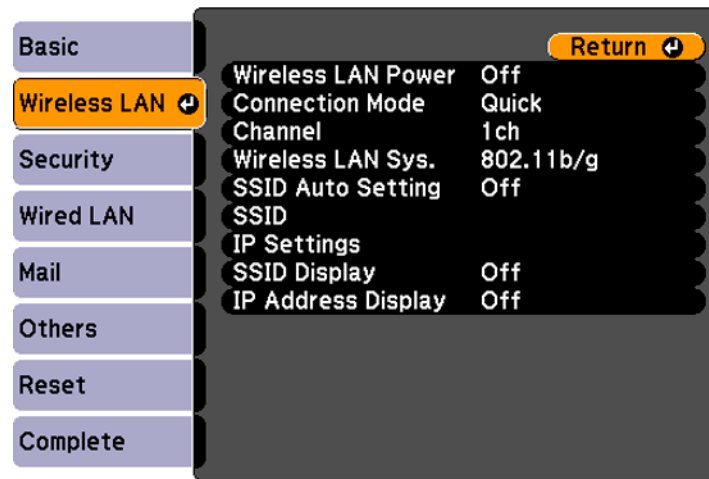 Basic
Wireless LAN
Security
Wired LAN
Mail
Others
Reset
Complete
Return
Wireless LAN Power Off
Connection Mode Quick
Channel 1ch
Wireless LAN Sys. 802.11b/g
SSID Auto Setting Off
SSID
IP Settings
SSID Display Off
IP Address Display Off